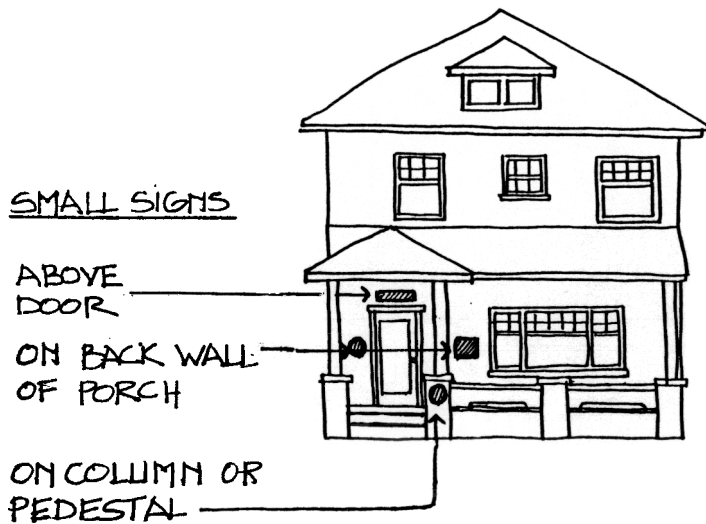 SMALL SIGNS
ABOVE
DOOR
ON BACK WALL
OF PORCH
ON COLUMN OR
PEDESTAL